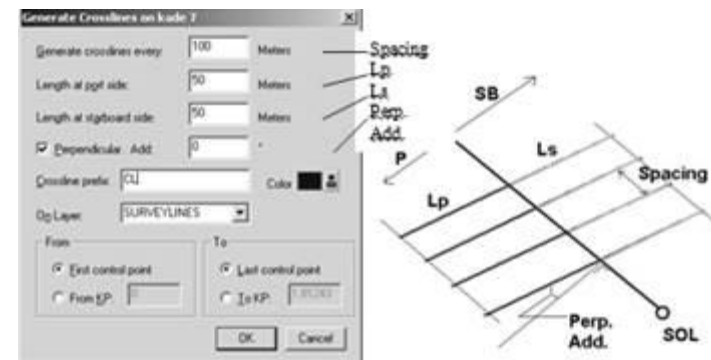 Generate Crosslines on kade 7
Generate crosslines every: 100 Meters
Length at port side: 50 Meters
Length at starboard side: 50 Meters
Perpendicular Add: 0 °
Crossline prefix: CL Color
On Layer: SURVEYLINES
From
First control point
From KP: 0
To
Last control point
To KP:
OK Cancel
Spacing
Lp
Ls
Perp.
Add.
SB
P
Ls
Lp
Spacing
Perp.
Add.
SOL